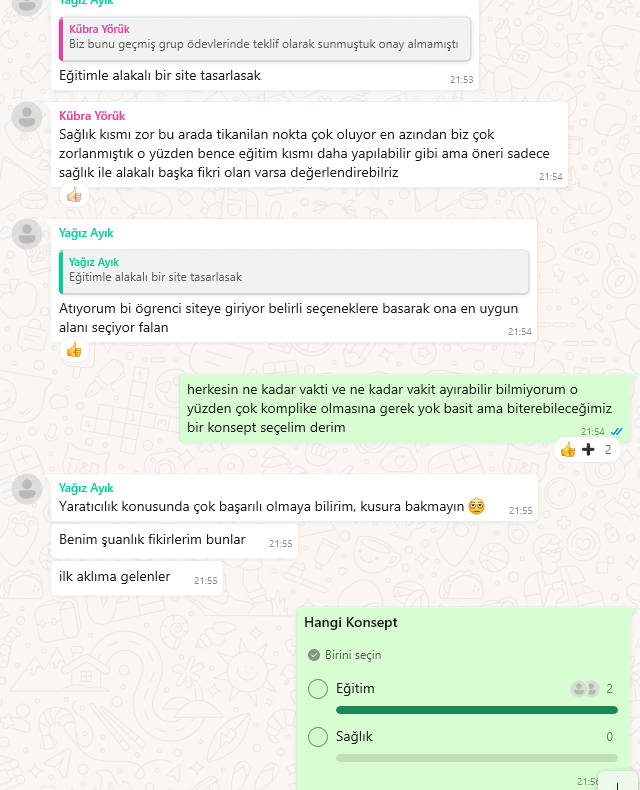 Yağız Ayık
Kübra Yörük
Biz bunu geçmiş grup ödevlerinde teklif olarak sunmuştuk onay almamıştı
Eğitimle alakalı bir site tasarlasak
21:53
Kübra Yörük
Sağlık kısmı zor bu arada tikanilan nokta çok oluyor en azından biz çok
zorlanmıştık o yüzden bence eğitim kısmı daha yapılabilir gibi ama öneri sadece
sağlık ile alakalı başka fikri olan varsa değerlendirebilriz
21:54
👍🏻
Yağız Ayık
Yağız Ayık
Eğitimle alakalı bir site tasarlasak
Atıyorum bi ögrenci siteye giriyor belirli seçeneklere basarak ona en uygun
alanı seçiyor falan
21:54
👍
herkesin ne kadar vakti ve ne kadar vakit ayırabilir bilmiyorum o
yüzden çok komplike olmasına gerek yok basit ama biterebileceğimiz
bir konsept seçelim derim
21:54
👍 ➕ 2
Yağız Ayık
Yaratıcılık konusunda çok başarılı olmaya bilirim, kusura bakmayın 😩
21:55
Benim şuanlık fikirlerim bunlar
21:55
ilk aklıma gelenler
21:55
Hangi Konsept
Birini seçin
Eğitim 2
Sağlık 0
21:56